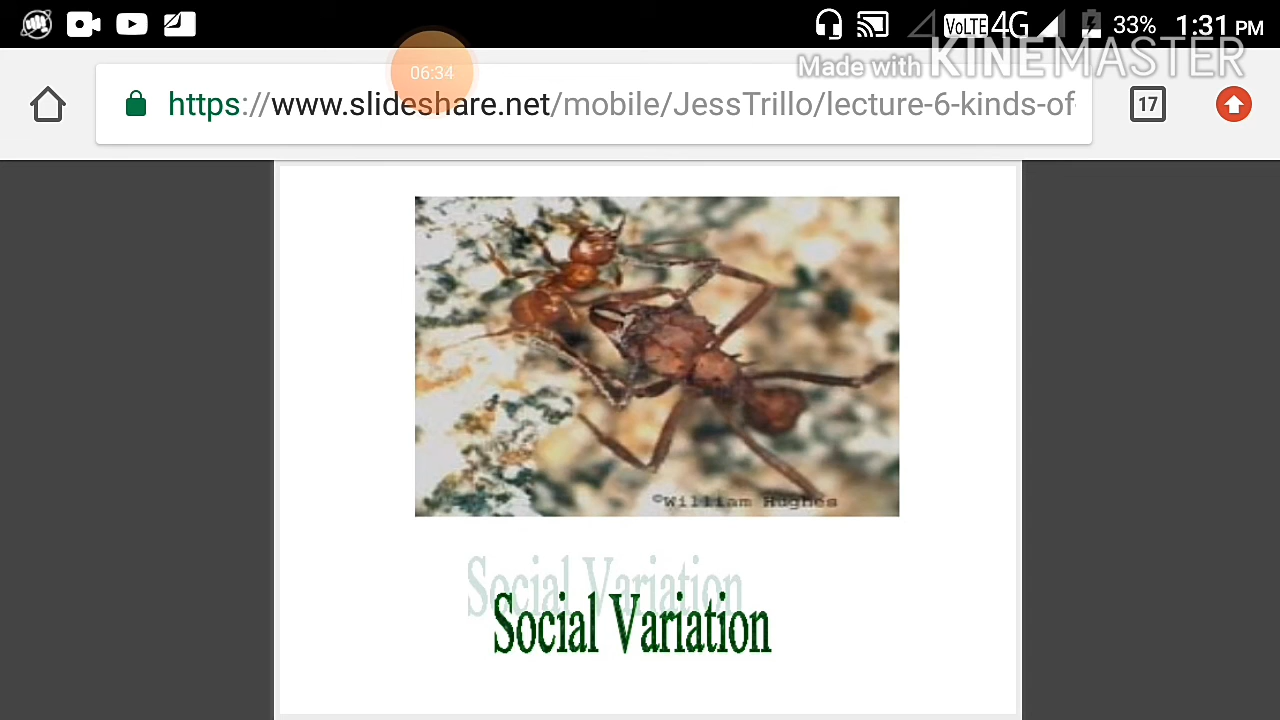 VoLTE 4G 33% 1:31 PM
Made with KINEMASTER
06:34
https://www.slideshare.net/mobile/JessTrillo/lecture-6-kinds-of-
17
©William Hughes
Social Variation
Social Variation